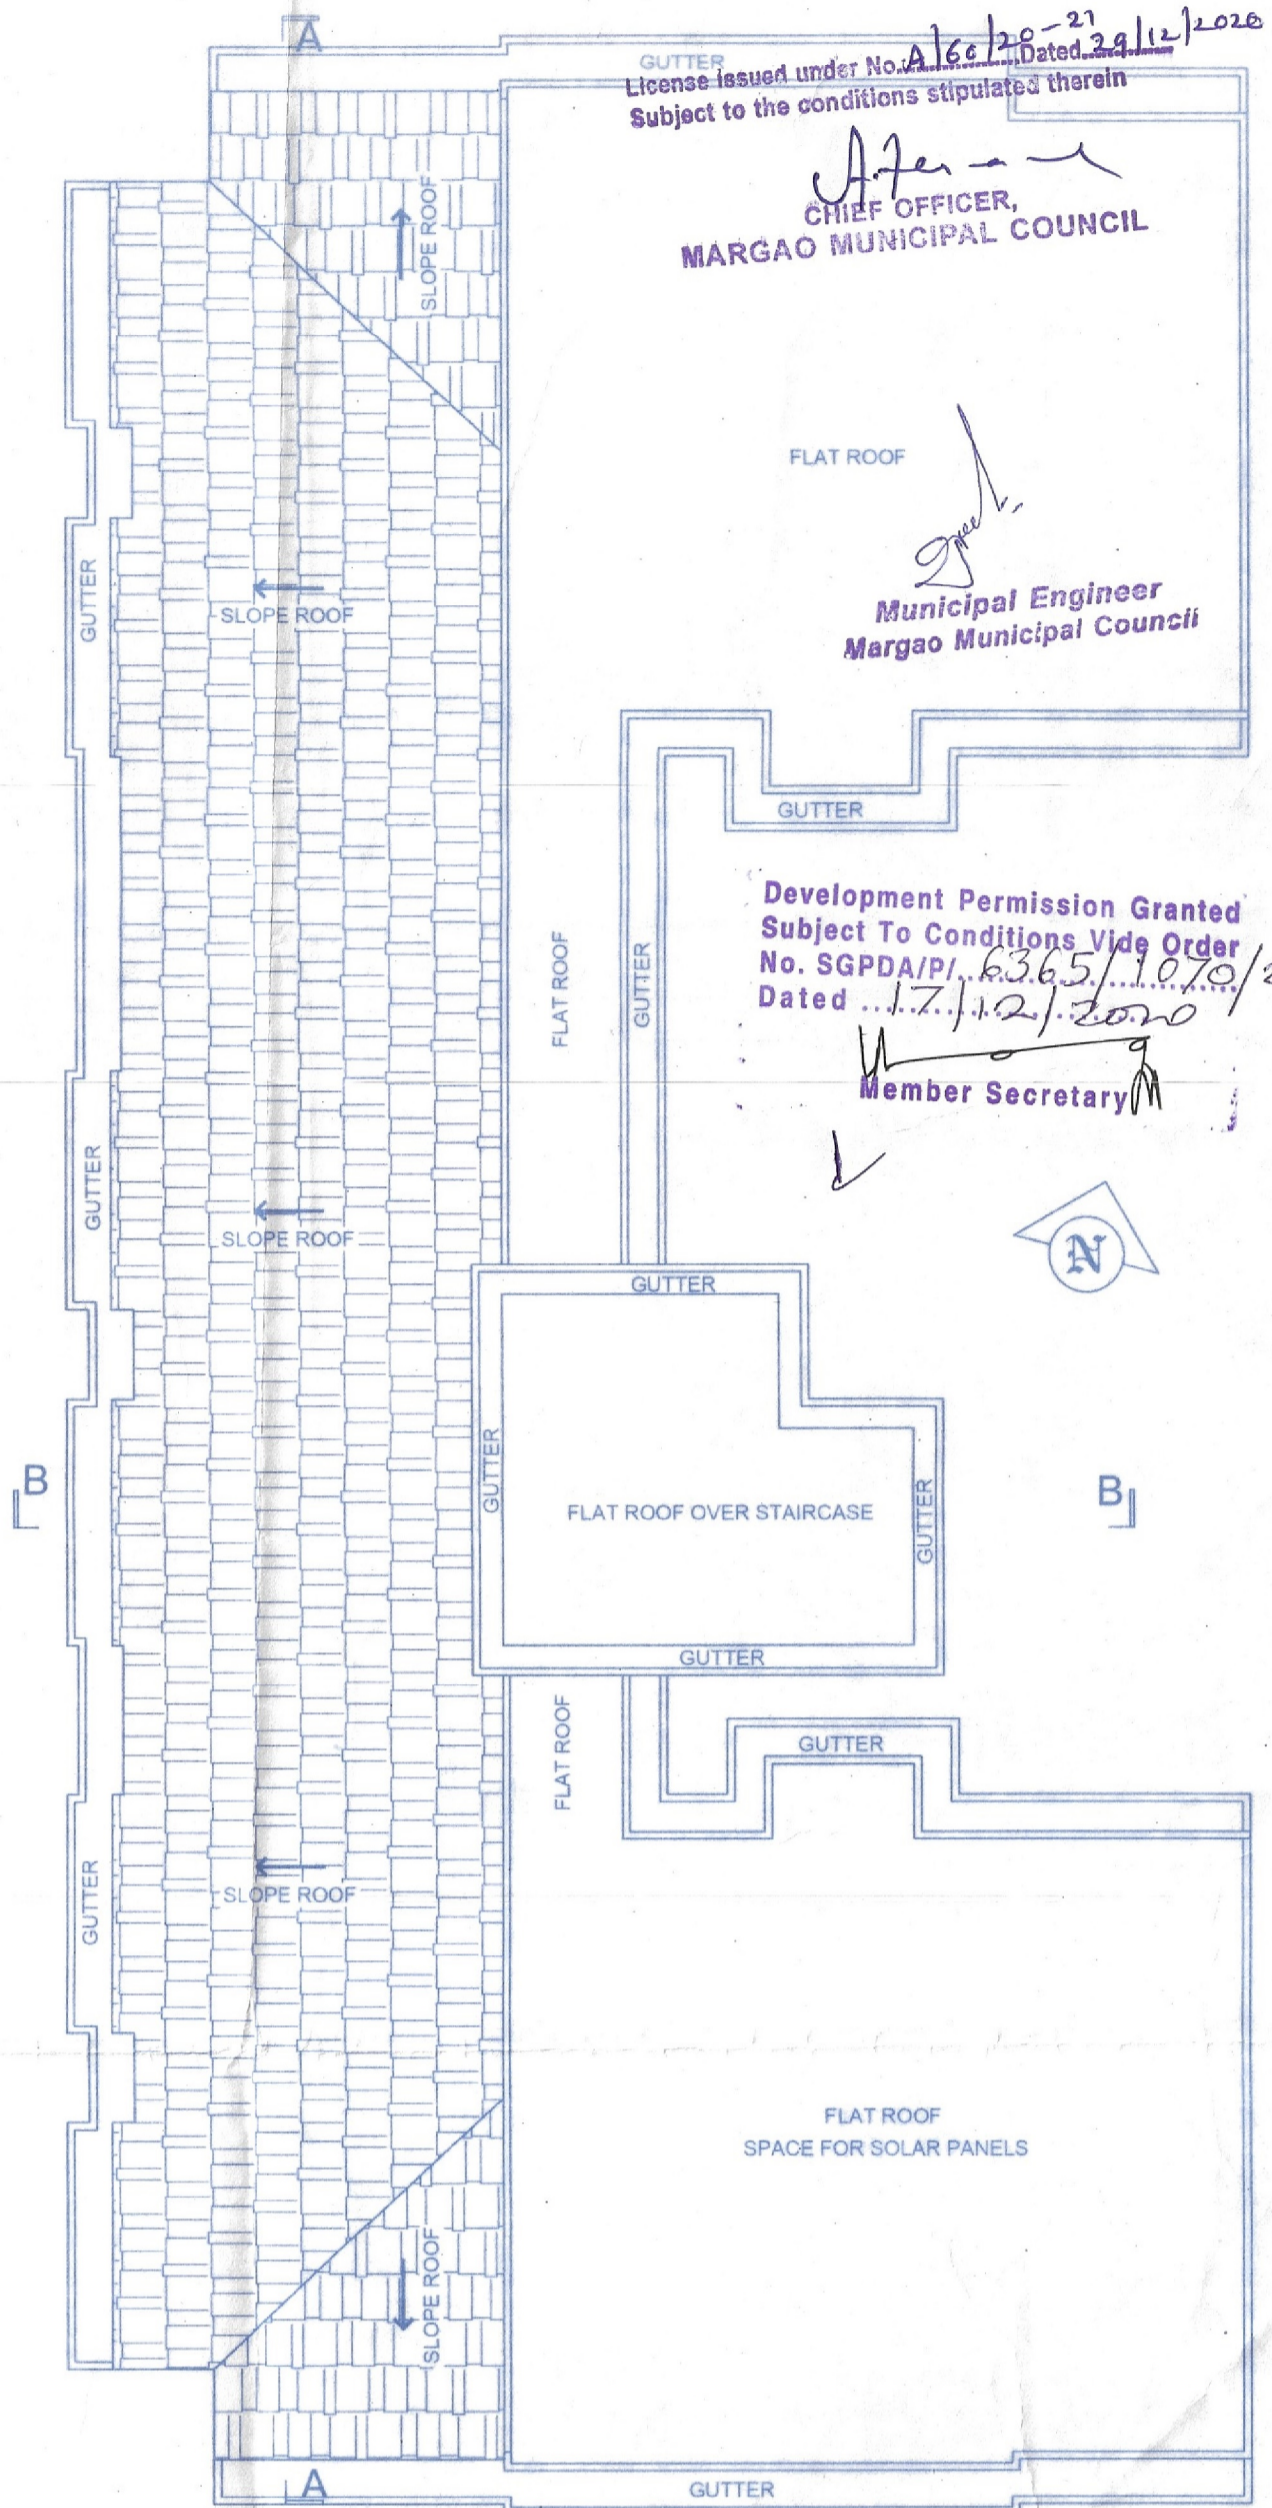 A
GUTTER
License issued under No. A/60/20-21 Dated 29/12/2020
Subject to the conditions stipulated therein
CHIEF OFFICER,
MARGAO MUNICIPAL COUNCIL
SLOPE ROOF
FLAT ROOF
GUTTER
SLOPE ROOF
Municipal Engineer
Margao Municipal Council
GUTTER
Development Permission Granted
Subject To Conditions Vide Order
No. SGPDA/P/ 6365/1070/2
Dated 17/12/2020
Member Secretary
FLAT ROOF
GUTTER
GUTTER
SLOPE ROOF
N
GUTTER
B
GUTTER
FLAT ROOF OVER STAIRCASE
GUTTER
B
GUTTER
FLAT ROOF
GUTTER
GUTTER
SLOPE ROOF
FLAT ROOF
SPACE FOR SOLAR PANELS
SLOPE ROOF
A
GUTTER